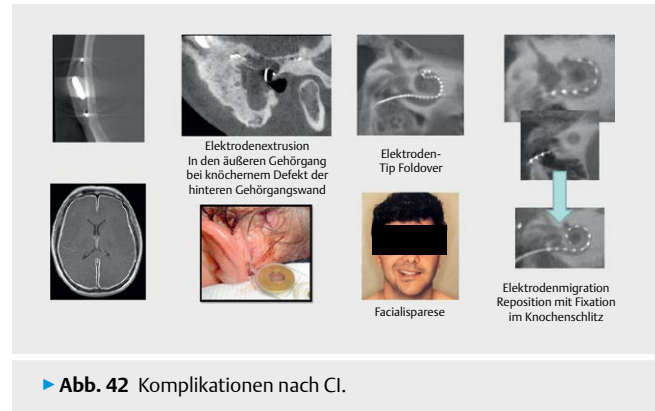 Elektrodenextrusion
In den äußeren Gehörgang
bei knöchernem Defekt der
hinteren Gehörgangswand
Elektroden-
Tip Foldover
Facialisparese
Elektrodenmigration
Reposition mit Fixation
im Knochenschlitz
▶ Abb. 42 Komplikationen nach CI.